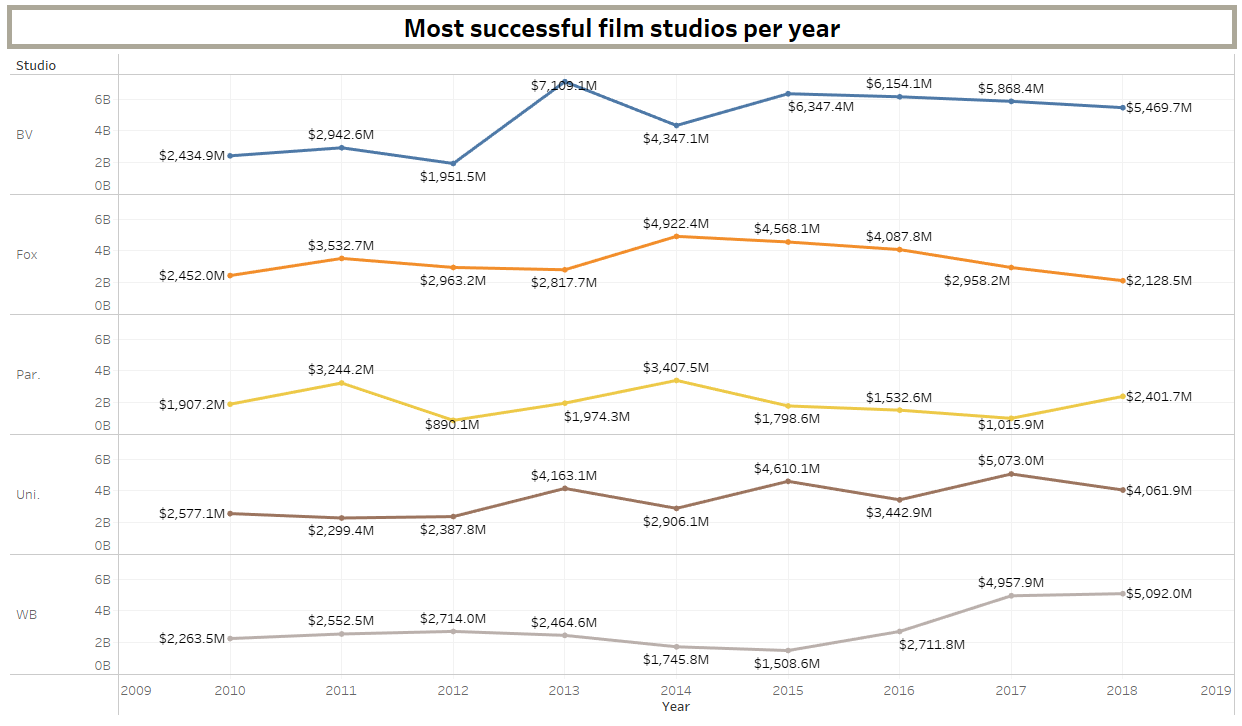 Most successful film studios per year
Studio
BV
6B
4B
2B
0B
$2,434.9M
$2,942.6M
$1,951.5M
$7,109.1M
$4,347.1M
$6,347.4M
$6,154.1M
$5,868.4M
$5,469.7M
Fox
6B
4B
2B
0B
$2,452.0M
$3,532.7M
$2,963.2M
$2,817.7M
$4,922.4M
$4,568.1M
$4,087.8M
$2,958.2M
$2,128.5M
Par.
6B
4B
2B
0B
$1,907.2M
$3,244.2M
$890.1M
$1,974.3M
$3,407.5M
$1,798.6M
$1,532.6M
$1,015.9M
$2,401.7M
Uni.
6B
4B
2B
0B
$2,577.1M
$2,299.4M
$2,387.8M
$4,163.1M
$2,906.1M
$4,610.1M
$3,442.9M
$5,073.0M
$4,061.9M
WB
6B
4B
2B
0B
$2,263.5M
$2,552.5M
$2,714.0M
$2,464.6M
$1,745.8M
$1,508.6M
$2,711.8M
$4,957.9M
$5,092.0M
2009 2010 2011 2012 2013 2014 2015 2016 2017 2018 2019
Year